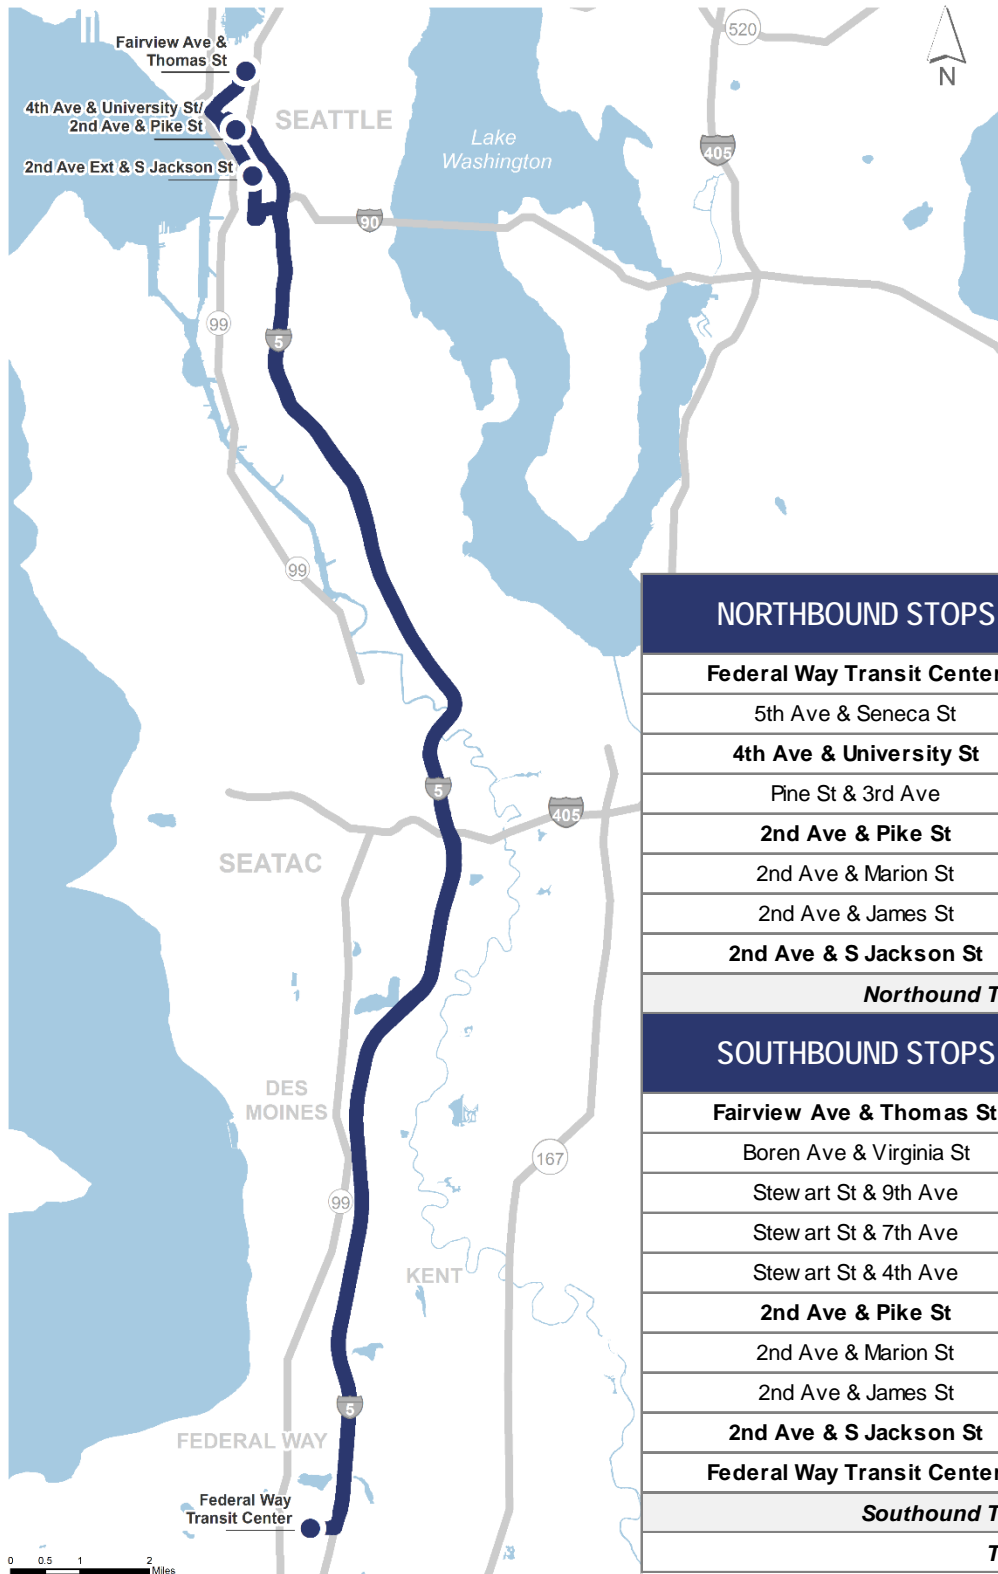 520
N
Fairview Ave &
Thomas St
4th Ave & University St/
2nd Ave & Pike St
SEATTLE
Lake
Washington
405
2nd Ave Ext & S Jackson St
90
99
5
99
NORTHBOUND STOPS
Federal Way Transit Center
5th Ave & Seneca St
4th Ave & University St
Pine St & 3rd Ave
2nd Ave & Pike St
2nd Ave & Marion St
2nd Ave & James St
2nd Ave & S Jackson St
Northound T
SOUTHBOUND STOPS
Fairview Ave & Thomas St
Boren Ave & Virginia St
Stewart St & 9th Ave
Stewart St & 7th Ave
Stewart St & 4th Ave
2nd Ave & Pike St
2nd Ave & Marion St
2nd Ave & James St
2nd Ave & S Jackson St
Federal Way Transit Center
Southound T
T
5
405
SEATAC
DES
MOINES
167
99
KENT
5
FEDERAL WAY
Federal Way
Transit Center
0 0.5 1 2
Miles